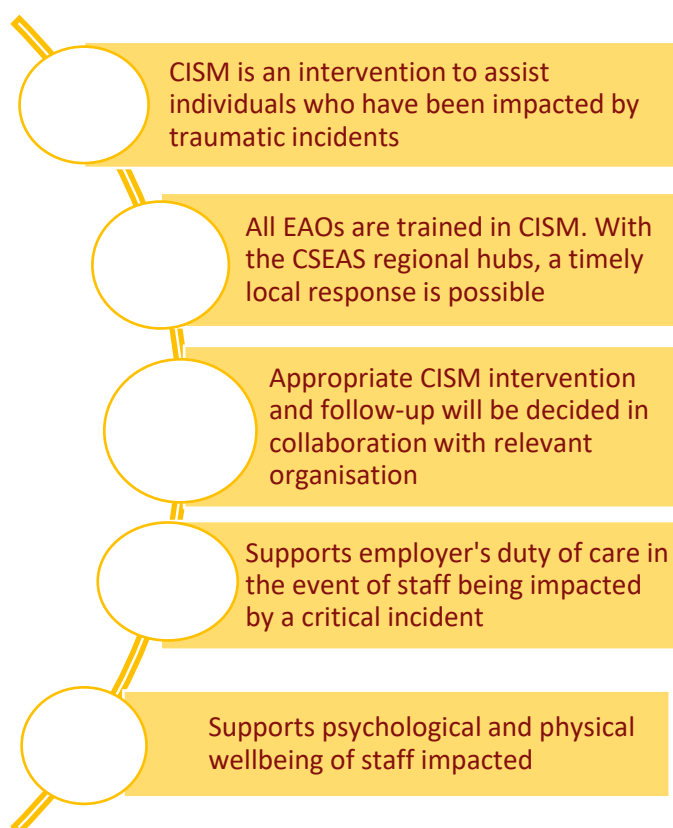 CISM is an intervention to assist
individuals who have been impacted by
traumatic incidents
All EAOs are trained in CISM. With
the CSEAS regional hubs, a timely
local response is possible
Appropriate CISM intervention
and follow-up will be decided in
collaboration with relevant
organisation
Supports employer's duty of care in
the event of staff being impacted
by a critical incident
Supports psychological and physical
wellbeing of staff impacted